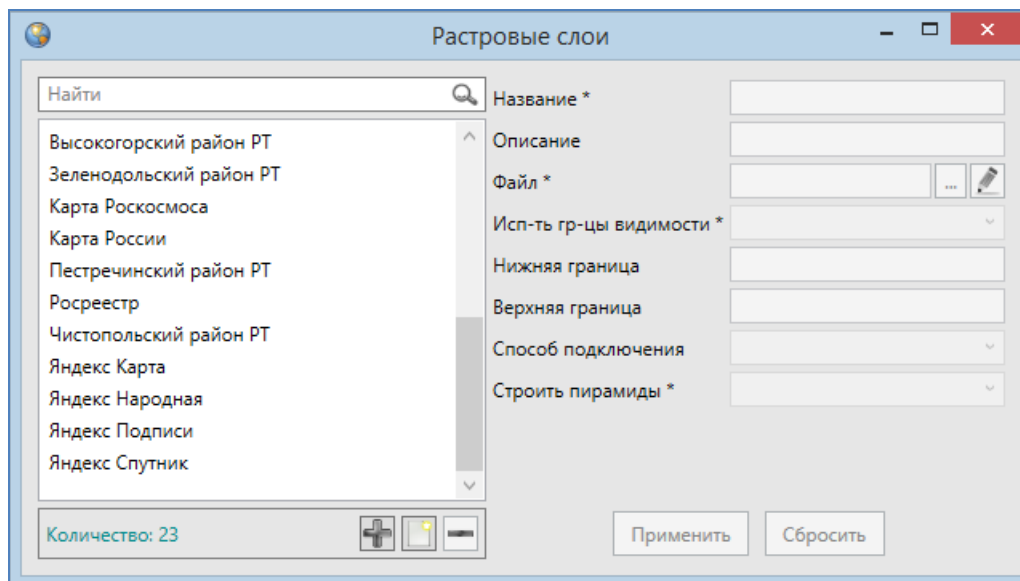 Растровые слои
Найти
Высокогорский район РТ
Зеленодольский район РТ
Карта Роскосмоса
Карта России
Пестречинский район РТ
Росреестр
Чистопольский район РТ
Яндекс Карта
Яндекс Народная
Яндекс Подписи
Яндекс Спутник
Количество: 23
Название *
Описание
Файл *
...
Исп-ть гр-цы видимости *
Нижняя граница
Верхняя граница
Способ подключения
Строить пирамиды *
Применить
Сбросить